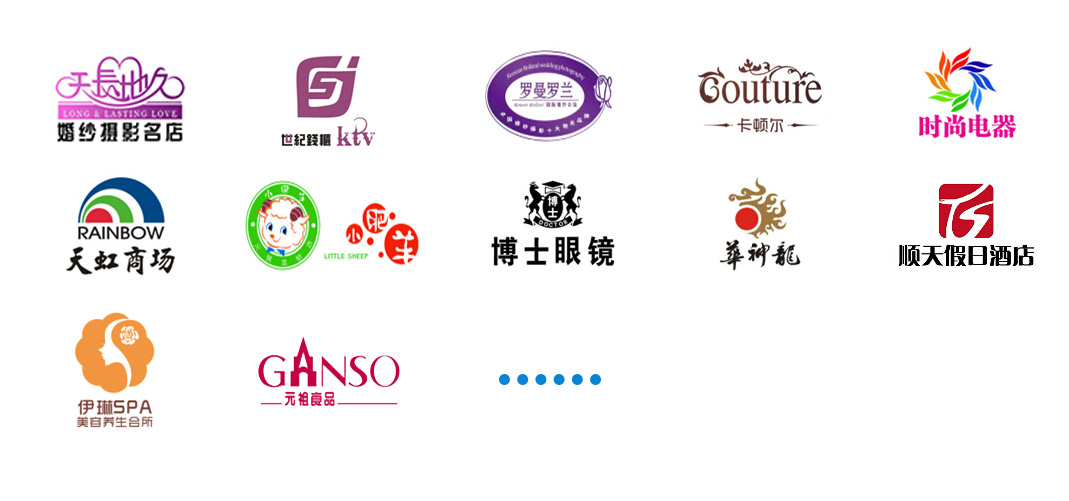 天長地久
LONG & LASTING LOVE
婚纱摄影名店
世纪錢櫃 ktv
罗曼罗兰
Couture
卡顿尔
时尚电器
RAINBOW
天虹商场
小肥羊
LITTLE SHEEP
博士
DOCTOR
博士眼镜
華神龍
顺天假日酒店
伊琳SPA
美容养生会所
GANSO
元祖食品